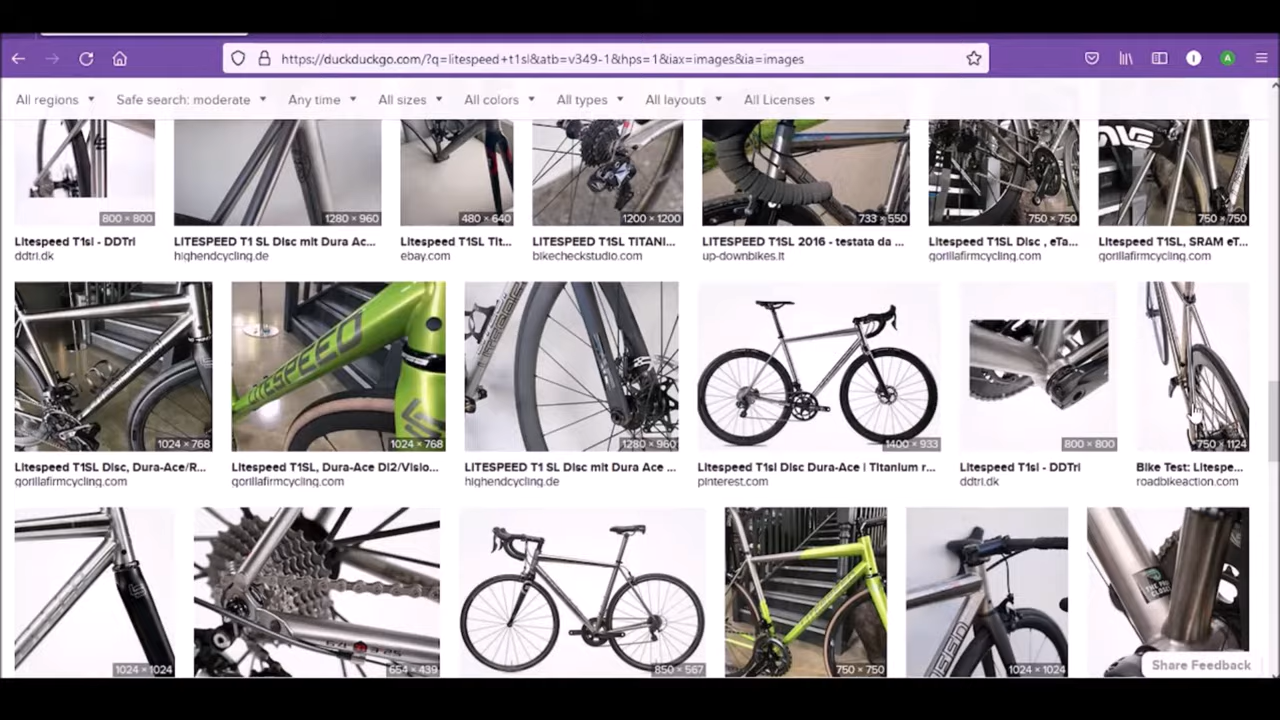 https://duckduckgo.com/?q=litespeed+t1sl&atb=v349-1&hps=1&iax=images&ia=images
All regions Safe search: moderate Any time All sizes All colors All types All layouts All Licenses
800 × 800 1280 × 960 480 × 640 1200 × 1200 733 × 550 750 × 750 750 × 750
Litespeed T1sl - DDTri LITESPEED T1 SL Disc mit Dura Ac... Litespeed T1SL Tit... LITESPEED T1SL TITANI... LITESPEED T1SL 2016 - testata da ... Litespeed T1SL Disc , eTa... Litespeed T1SL, SRAM eT...
ddtri.dk highendcycling.de ebay.com bikecheckstudio.com up-downbikes.it gorillafirmcycling.com gorillafirmcycling.com
LITESPEED
1024 × 768 1024 × 768 1280 × 960 1400 × 933 800 × 800 750 × 1124
Litespeed T1SL Disc, Dura-Ace/R... Litespeed T1SL, Dura-Ace Di2/Visio... LITESPEED T1 SL Disc mit Dura Ace ... Litespeed T1sl Disc Dura-Ace | Titanium r... Litespeed T1sl - DDTri Bike Test: Litespe...
gorillafirmcycling.com gorillafirmcycling.com highendcycling.de pinterest.com ddtri.dk roadbikeaction.com
1024 × 1024 654 × 439 850 × 567 750 × 750 1024 × 1024
Share Feedback